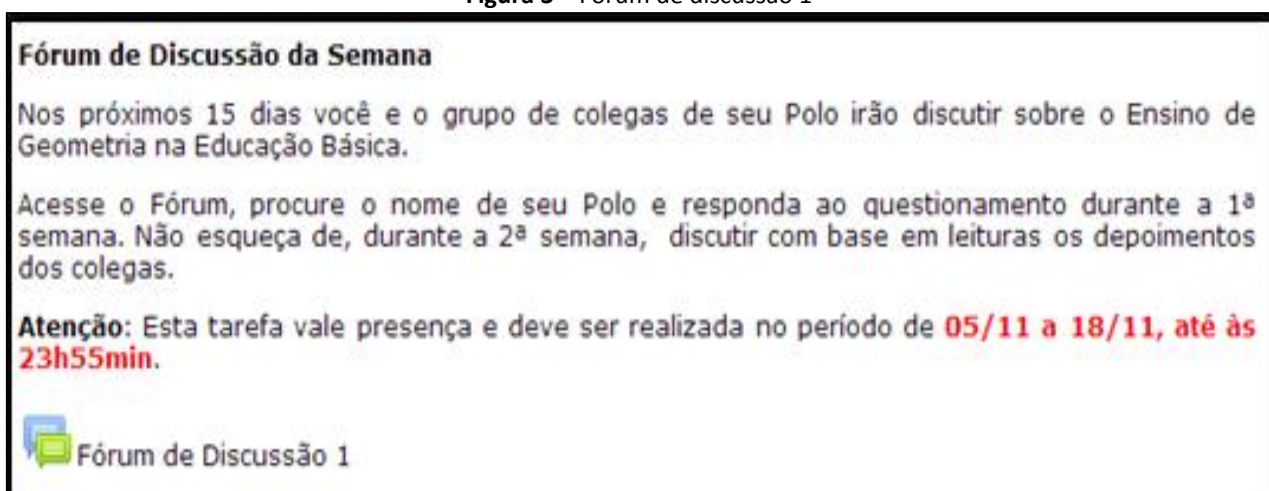 Fórum de Discussão da Semana
Nos próximos 15 dias você e o grupo de colegas de seu Polo irão discutir sobre o Ensino de
Geometria na Educação Básica.
Acesse o Fórum, procure o nome de seu Polo e responda ao questionamento durante a 1ª
semana. Não esqueça de, durante a 2ª semana, discutir com base em leituras os depoimentos
dos colegas.
Atenção: Esta tarefa vale presença e deve ser realizada no período de 05/11 a 18/11, até às
23h55min.
Fórum de Discussão 1